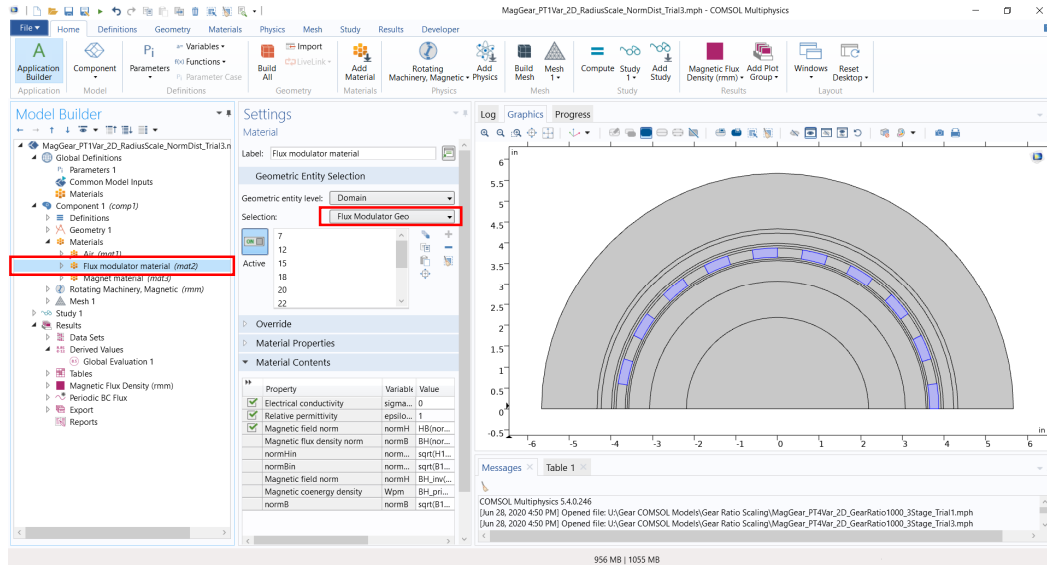 MagGear_PT1Var_2D_RadiusScale_NormDist_Trial3.mph - COMSOL Multiphysics
File Home Definitions Geometry Materials Physics Mesh Study Results Developer
Application Builder
Component
Pi Parameters
a= Variables
f(x) Functions
Pi Parameter Case
Build All
Import
LiveLink
Add Material
Rotating Machinery, Magnetic
Add Physics
Build Mesh
Mesh 1
Compute
Study 1
Add Study
Magnetic Flux Density (rmm)
Add Plot Group
Windows
Reset Desktop
Application Model Definitions Geometry Materials Physics Mesh Study Results Layout
Model Builder
MagGear_PT1Var_2D_RadiusScale_NormDist_Trial3.n
Global Definitions
Pi Parameters 1
Common Model Inputs
Materials
Component 1 (comp1)
Definitions
Geometry 1
Materials
Air (mat1)
Flux modulator material (mat2)
Magnet material (mat3)
Rotating Machinery, Magnetic (rmm)
Mesh 1
Study 1
Results
Data Sets
Derived Values
Global Evaluation 1
Tables
Magnetic Flux Density (rmm)
Periodic BC Flux
Export
Reports
Settings
Material
Label: Flux modulator material
Geometric Entity Selection
Geometric entity level: Domain
Selection: Flux Modulator Geo
ON
Active
7
12
15
18
20
22
Override
Material Properties
Material Contents
Property Variable Value
Electrical conductivity sigma... 0
Relative permittivity epsilo... 1
Magnetic field norm normH HB(nor...
Magnetic flux density norm normB BH(nor...
normHin norm... sqrt(H1...
normBin norm... sqrt(B1...
Magnetic field norm normH BH_inv(...
Magnetic coenergy density Wpm BH_pri...
normB normB sqrt(B1...
Log Graphics Progress
in
6
5.5
5
4.5
4
3.5
3
2.5
2
1.5
1
0.5
0
-0.5
-6 -5 -4 -3 -2 -1 0 1 2 3 4 5 6
in
Messages Table 1
COMSOL Multiphysics 5.4.0.246
[Jun 28, 2020 4:50 PM] Opened file: U:\Gear COMSOL Models\Gear Ratio Scaling\MagGear_PT4Var_2D_GearRatio1000_3Stage_Trial1.mph
[Jun 28, 2020 4:50 PM] Opened file: U:\Gear COMSOL Models\Gear Ratio Scaling\MagGear_PT4Var_2D_GearRatio1000_3Stage_Trial3.mph
956 MB | 1055 MB